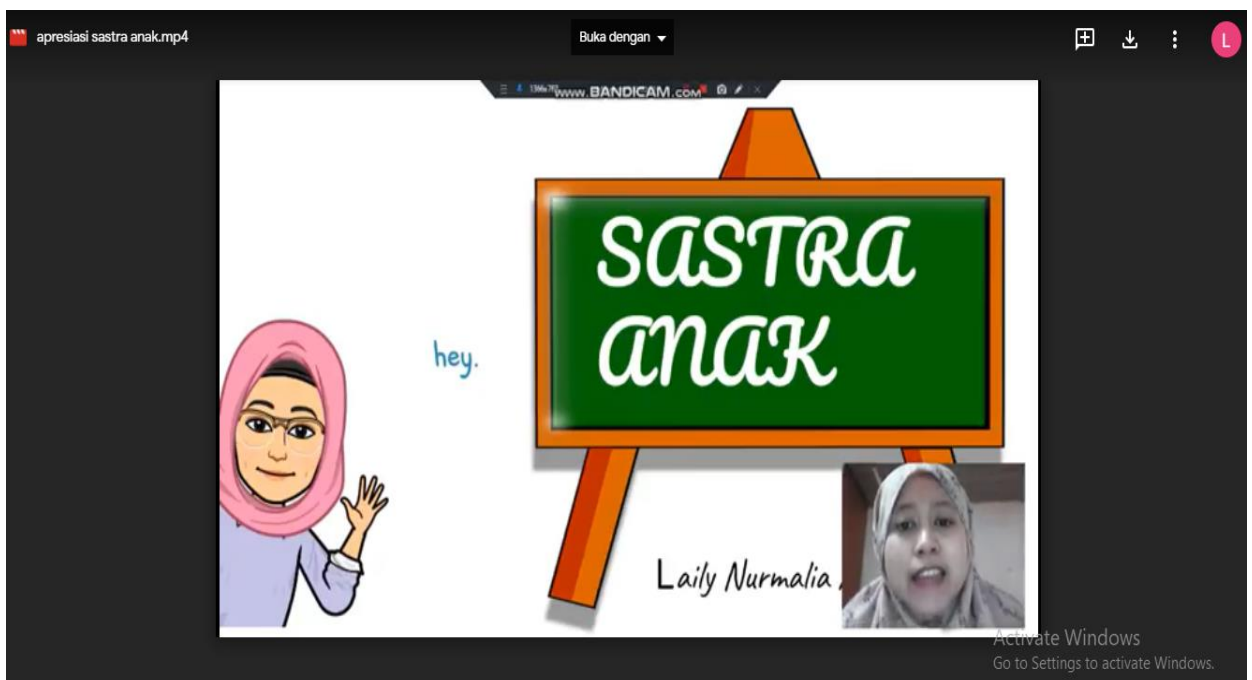 apresiasi sastra anak.mp4
Buka dengan
L
www.BANDICAM.COM
SASTRA
ANAK
hey.
Laily Nurmalia
Activate Windows
Go to Settings to activate Windows.